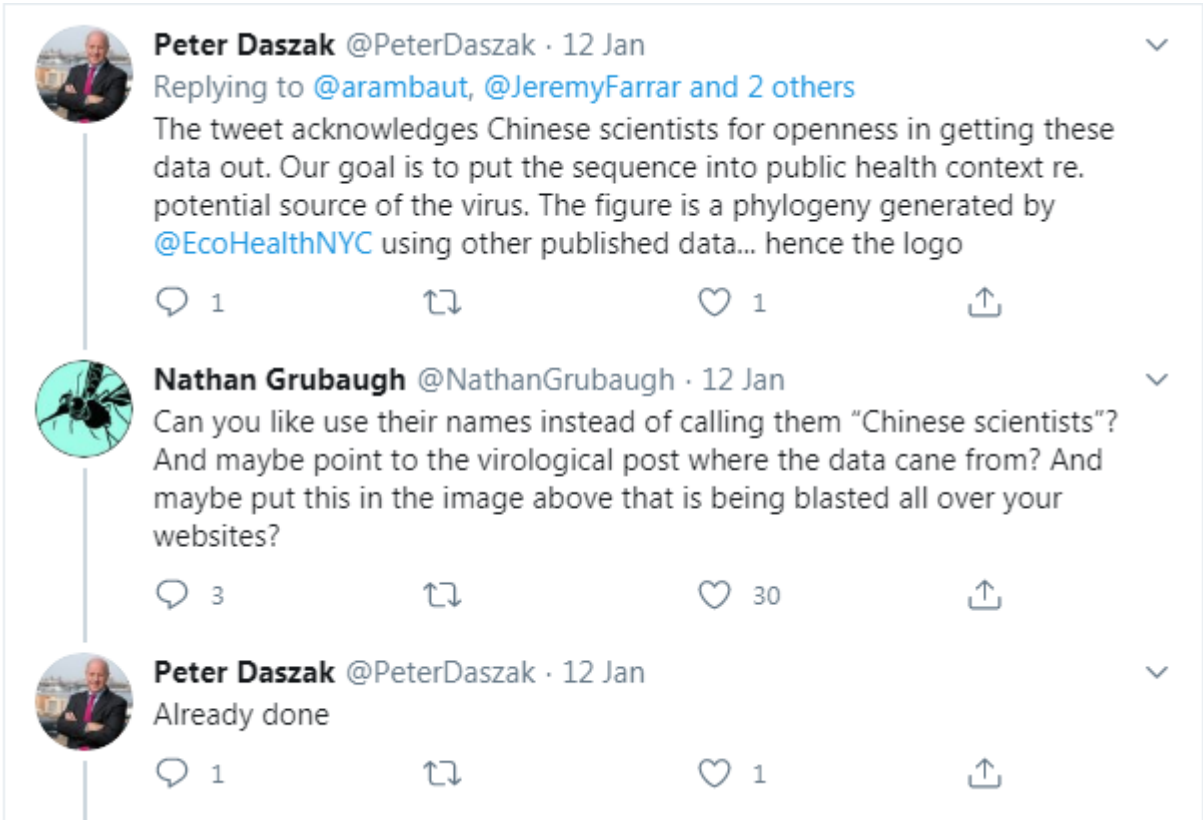 Peter Daszak @PeterDaszak · 12 Jan
Replying to @arambaut, @JeremyFarrar and 2 others
The tweet acknowledges Chinese scientists for openness in getting these
data out. Our goal is to put the sequence into public health context re.
potential source of the virus. The figure is a phylogeny generated by
@EcoHealthNYC using other published data... hence the logo
1 1
Nathan Grubaugh @NathanGrubaugh · 12 Jan
Can you like use their names instead of calling them “Chinese scientists”?
And maybe point to the virological post where the data cane from? And
maybe put this in the image above that is being blasted all over your
websites?
3 30
Peter Daszak @PeterDaszak · 12 Jan
Already done
1 1